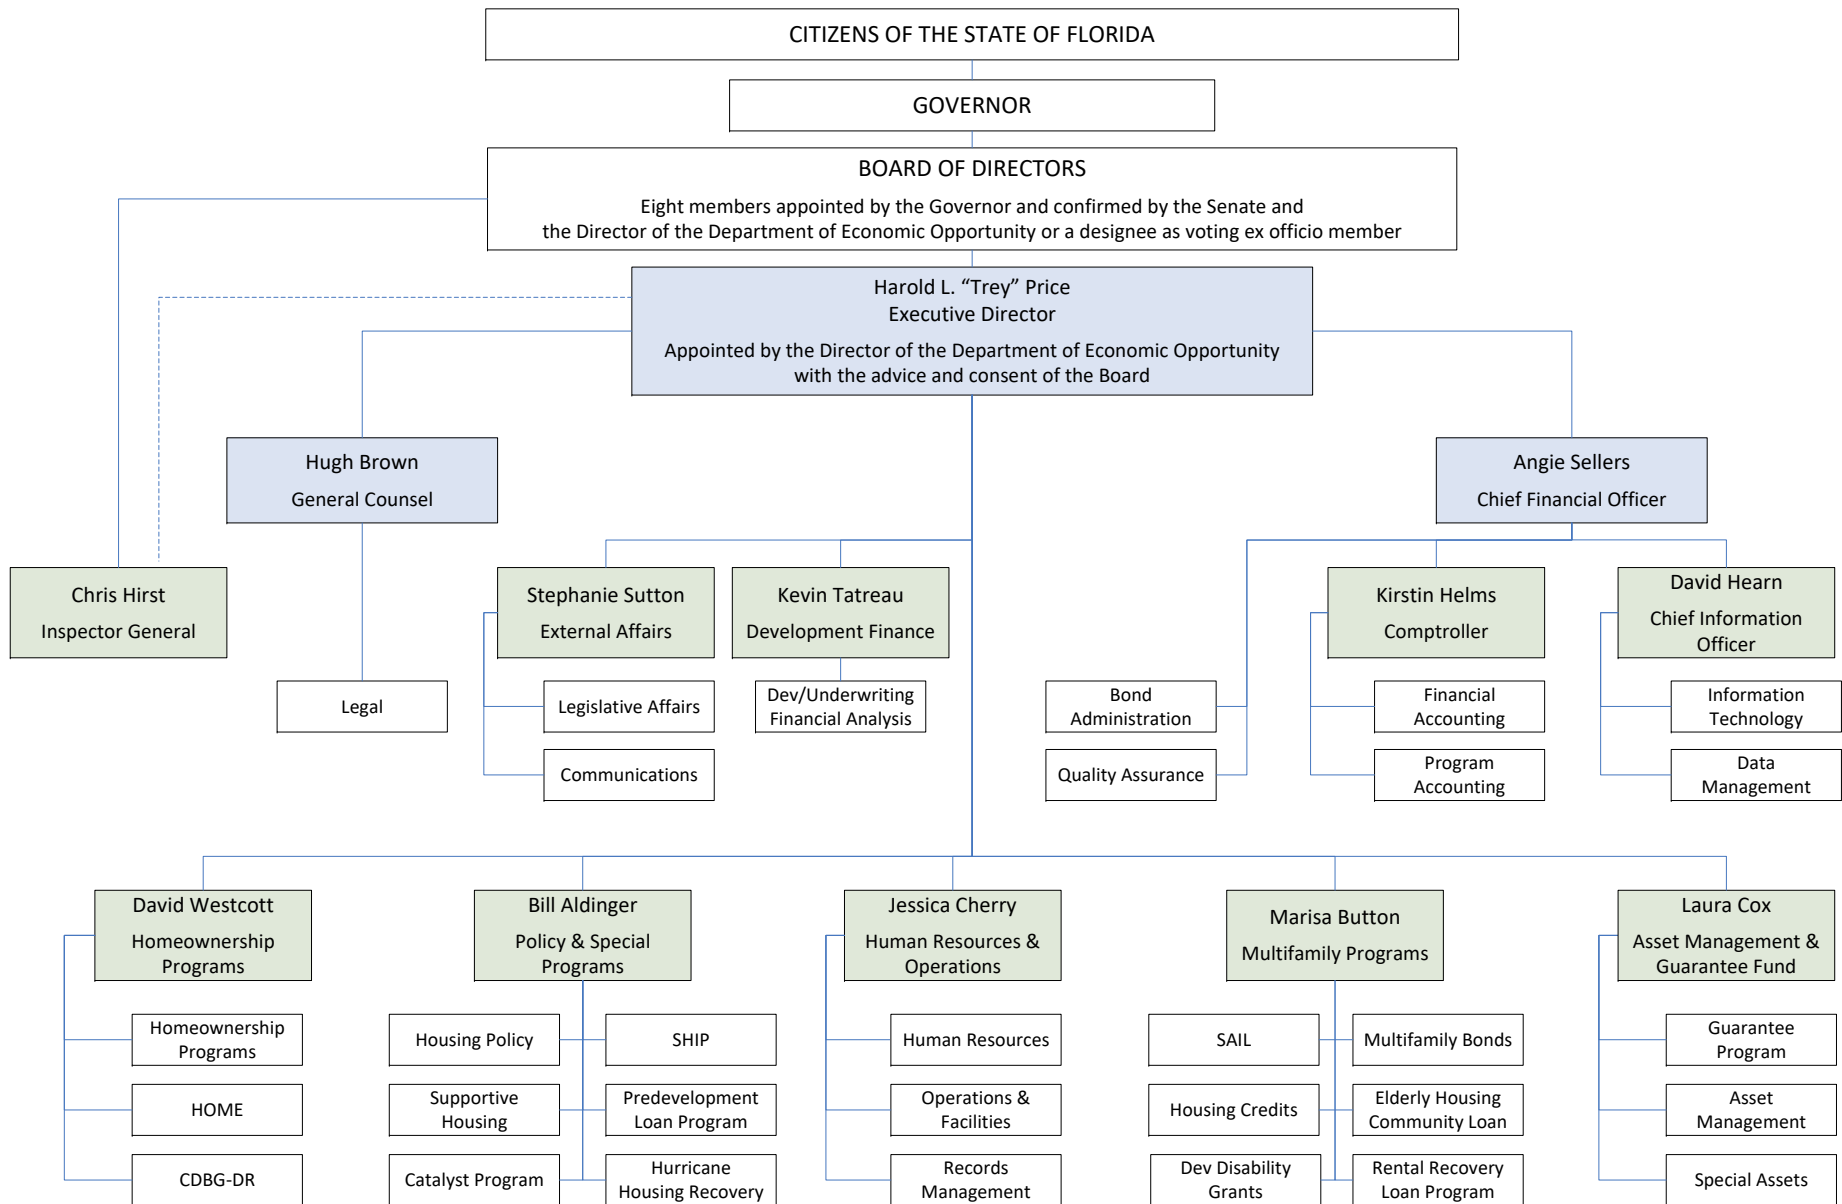 CITIZENS OF THE STATE OF FLORIDA
GOVERNOR
BOARD OF DIRECTORS
Eight members appointed by the Governor and confirmed by the Senate and
the Director of the Department of Economic Opportunity or a designee as voting ex officio member
Harold L. “Trey” Price
Executive Director
Appointed by the Director of the Department of Economic Opportunity
with the advice and consent of the Board
Hugh Brown
General Counsel
Angie Sellers
Chief Financial Officer
Chris Hirst
Inspector General
Stephanie Sutton
External Affairs
Kevin Tatreau
Development Finance
Kirstin Helms
Comptroller
David Hearn
Chief Information
Officer
Legal
Legislative Affairs
Communications
Dev/Underwriting
Financial Analysis
Bond
Administration
Quality Assurance
Financial
Accounting
Program
Accounting
Information
Technology
Data
Management
David Westcott
Homeownership
Programs
Homeownership
Programs
HOME
CDBG-DR
Bill Aldinger
Policy & Special
Programs
Housing Policy
SHIP
Supportive
Housing
Predevelopment
Loan Program
Catalyst Program
Hurricane
Housing Recovery
Jessica Cherry
Human Resources &
Operations
Human Resources
Operations &
Facilities
Records
Management
Marisa Button
Multifamily Programs
SAIL
Multifamily Bonds
Housing Credits
Elderly Housing
Community Loan
Dev Disability
Grants
Rental Recovery
Loan Program
Laura Cox
Asset Management &
Guarantee Fund
Guarantee
Program
Asset
Management
Special Assets